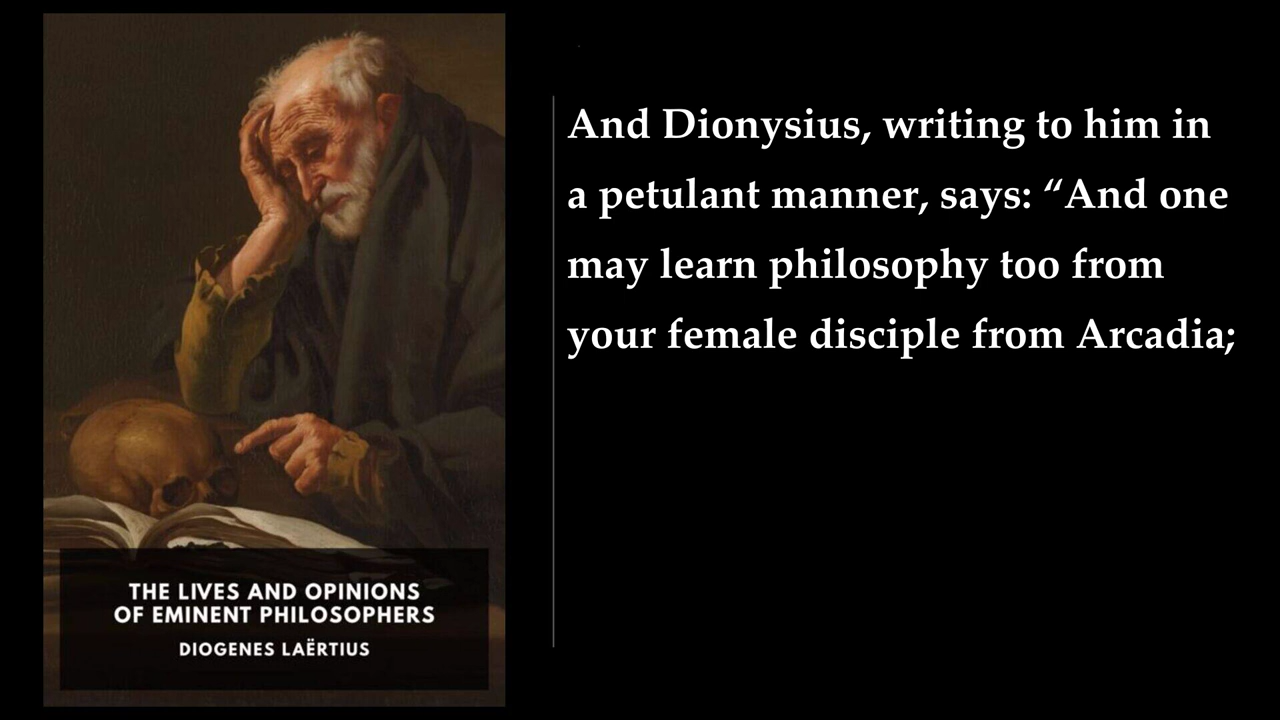 THE LIVES AND OPINIONS
OF EMINENT PHILOSOPHERS
DIOGENES LAËRTIUS
And Dionysius, writing to him in
a petulant manner, says: “And one
may learn philosophy too from
your female disciple from Arcadia;